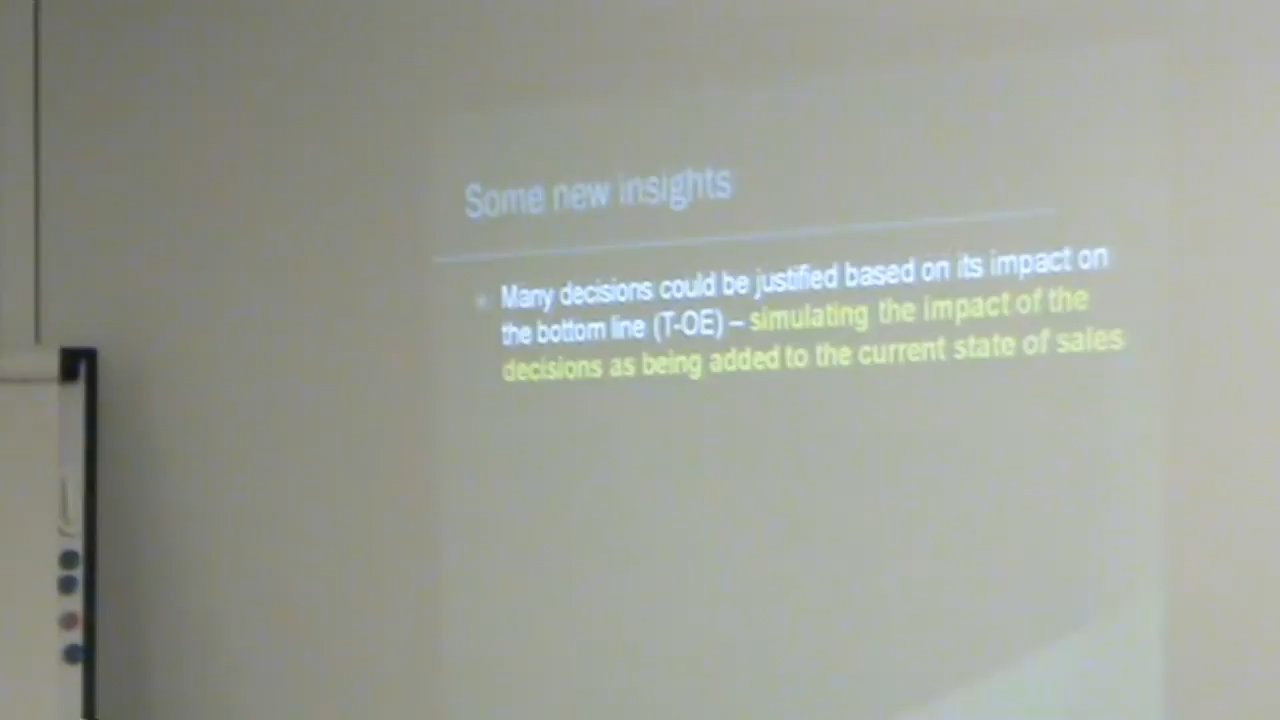 Some new insights
Many decisions could be justified based on its impact on
the bottom line (T-OE) – simulating the impact of the
decisions as being added to the current state of sales